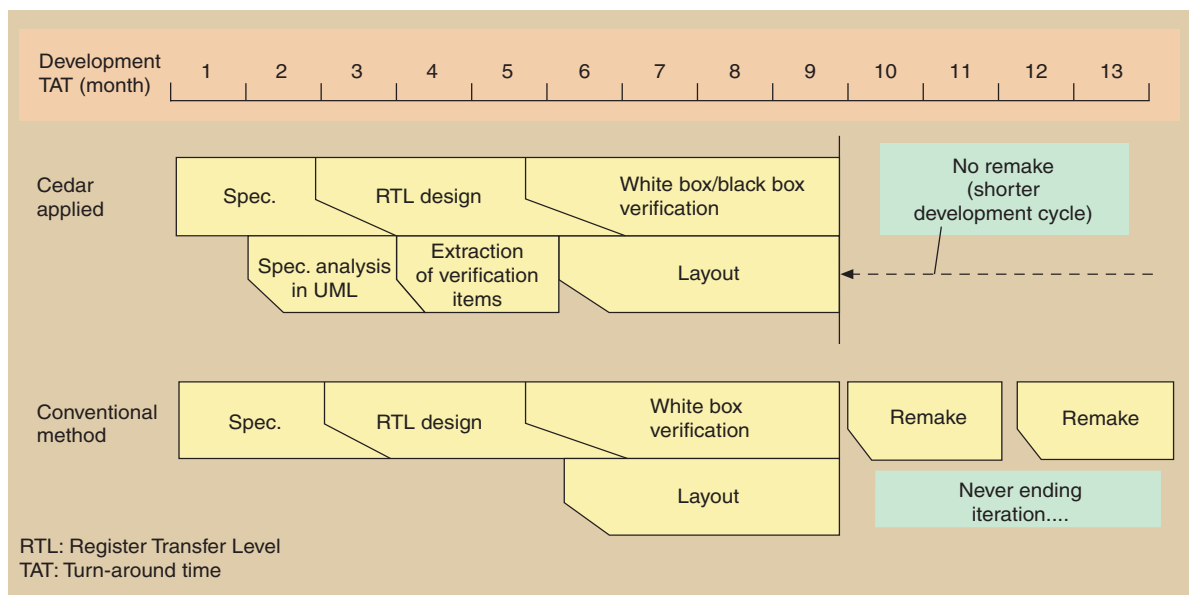 Development
TAT (month)
1 2 3 4 5 6 7 8 9 10 11 12 13
Cedar
applied
Spec.
RTL design
White box/black box
verification
No remake
(shorter
development cycle)
Spec. analysis
in UML
Extraction
of verification
items
Layout
Conventional
method
Spec.
RTL design
White box
verification
Remake
Remake
Layout
Never ending
iteration....
RTL: Register Transfer Level
TAT: Turn-around time